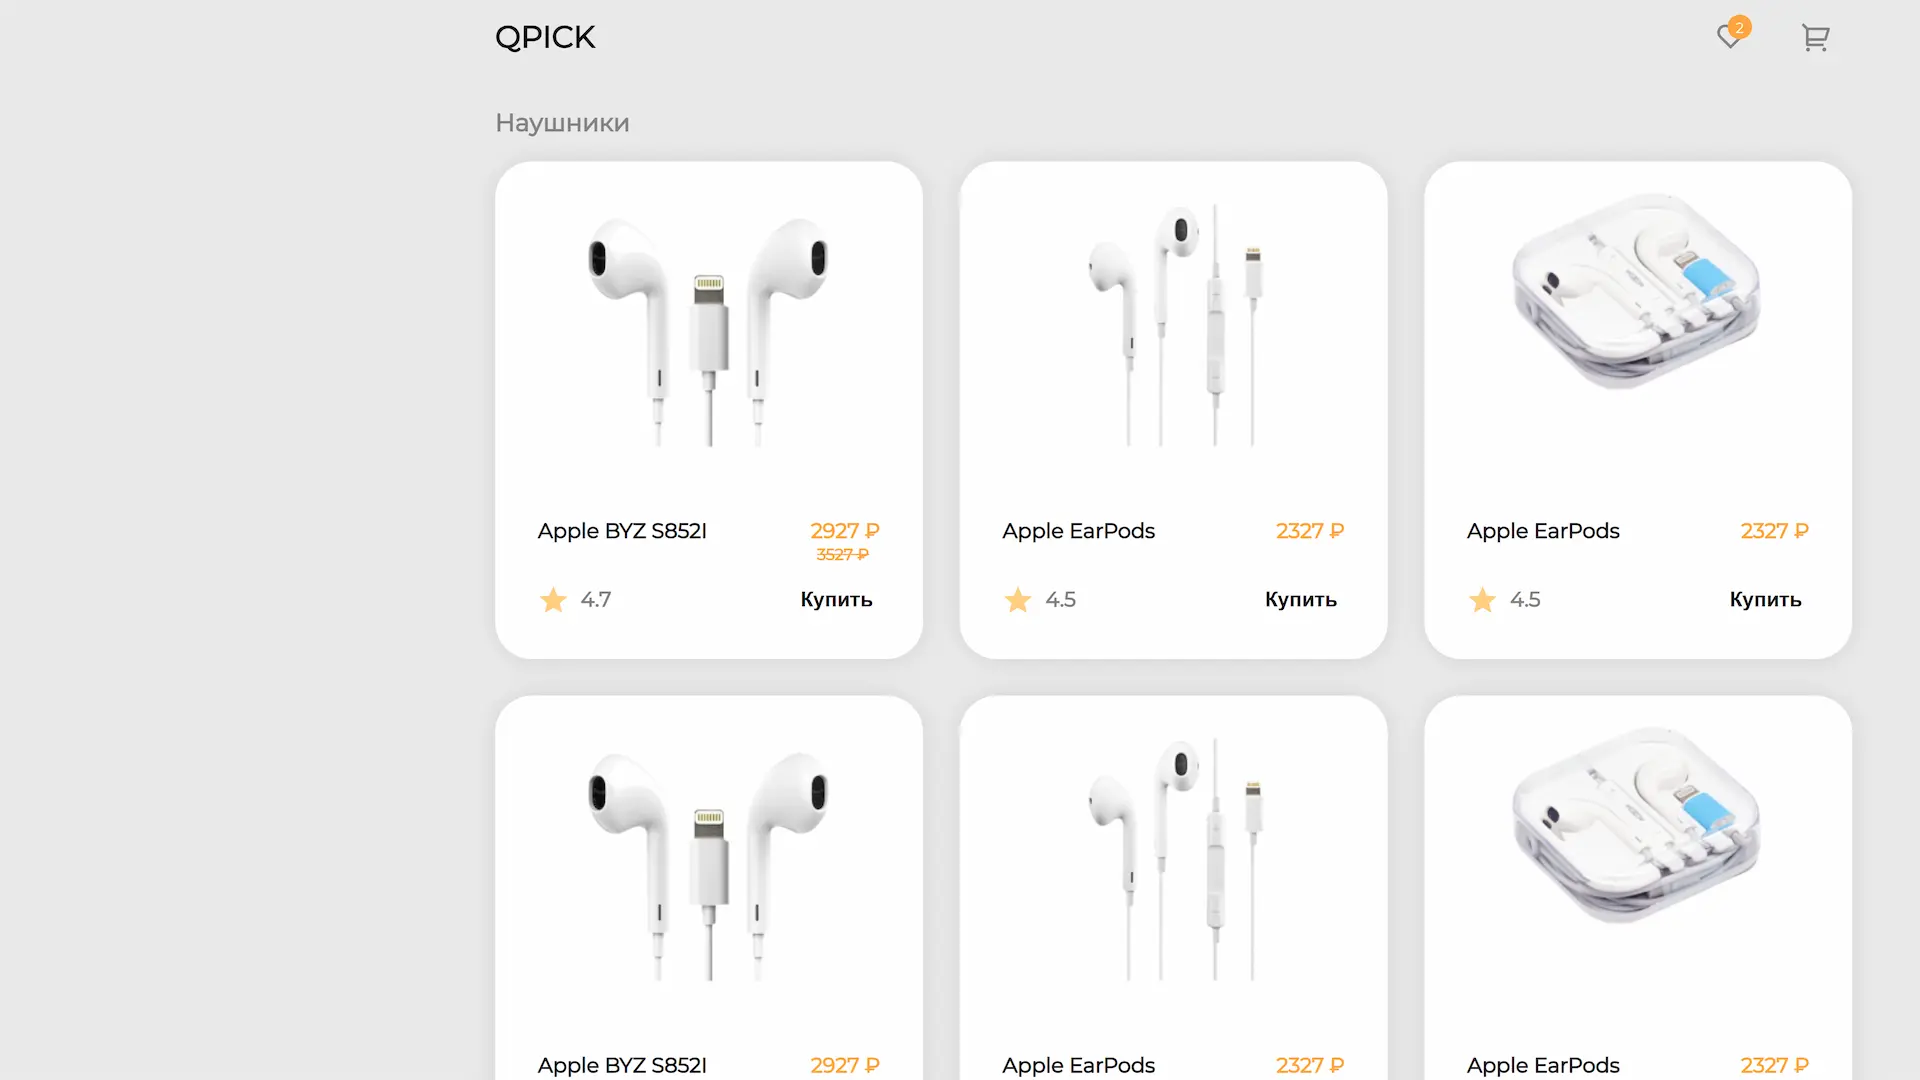 QPICK
2
Наушники
Apple BYZ S852I 2927 ₽
3527 ₽
4.7 Купить
Apple EarPods 2327 ₽
4.5 Купить
Apple EarPods 2327 ₽
4.5 Купить
Apple BYZ S852I 2927 ₽
Apple EarPods 2327 ₽
Apple EarPods 2327 ₽